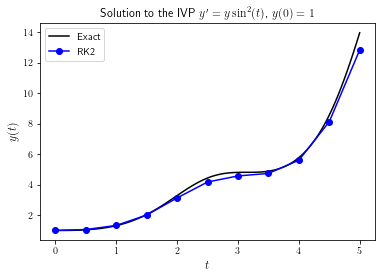 Solution to the IVP y′ = y sin²(t), y(0) = 1
Exact
RK2
y(t)
14
12
10
8
6
4
2
0
1
2
3
4
5
t